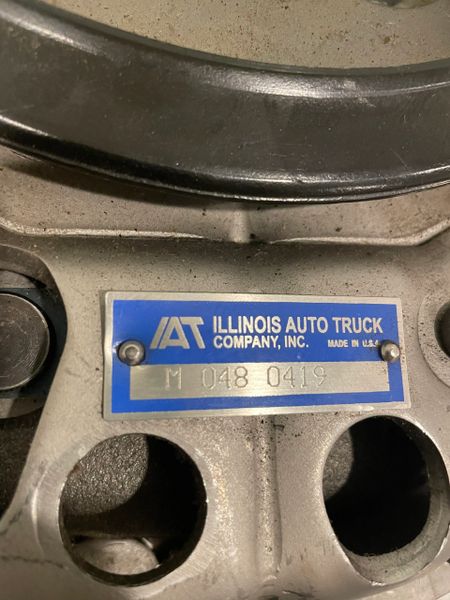 IAT ILLINOIS AUTO TRUCK
COMPANY, INC. MADE IN U.S.A
M 048 0419